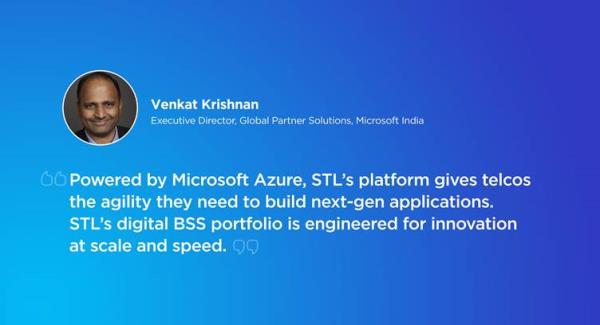 Venkat Krishnan
Executive Director, Global Partner Solutions, Microsoft India
Powered by Microsoft Azure, STL’s platform gives telcos
the agility they need to build next-gen applications.
STL’s digital BSS portfolio is engineered for innovation
at scale and speed.